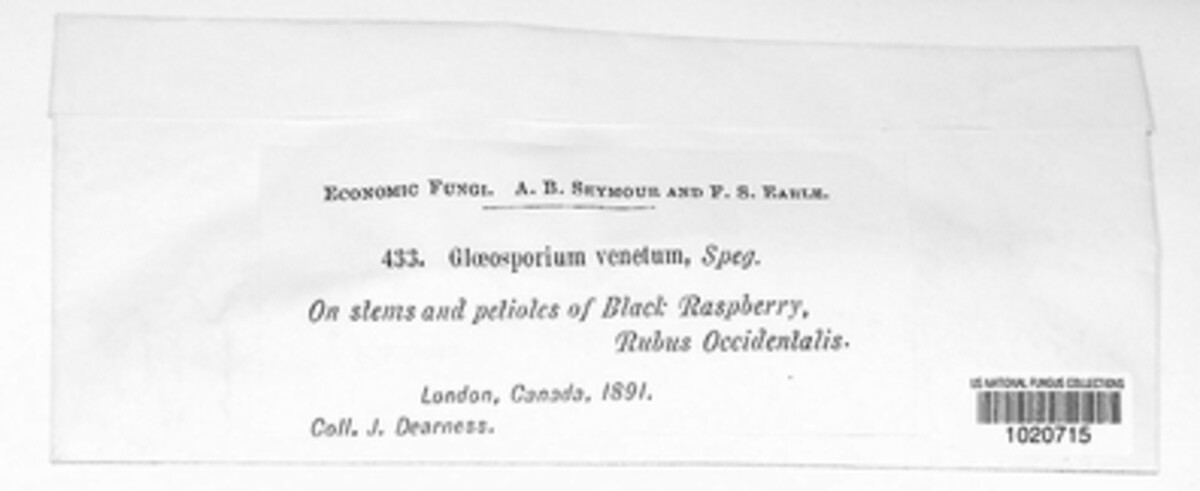 Economic Fungi. A. B. Seymour and F. S. Earle.
433. Glœosporium venetum, Speg.
On stems and petioles of Black Raspberry,
Rubus Occidentalis.
London, Canada, 1891.
Coll. J. Dearness.
US NATIONAL FUNGUS COLLECTIONS
1020715